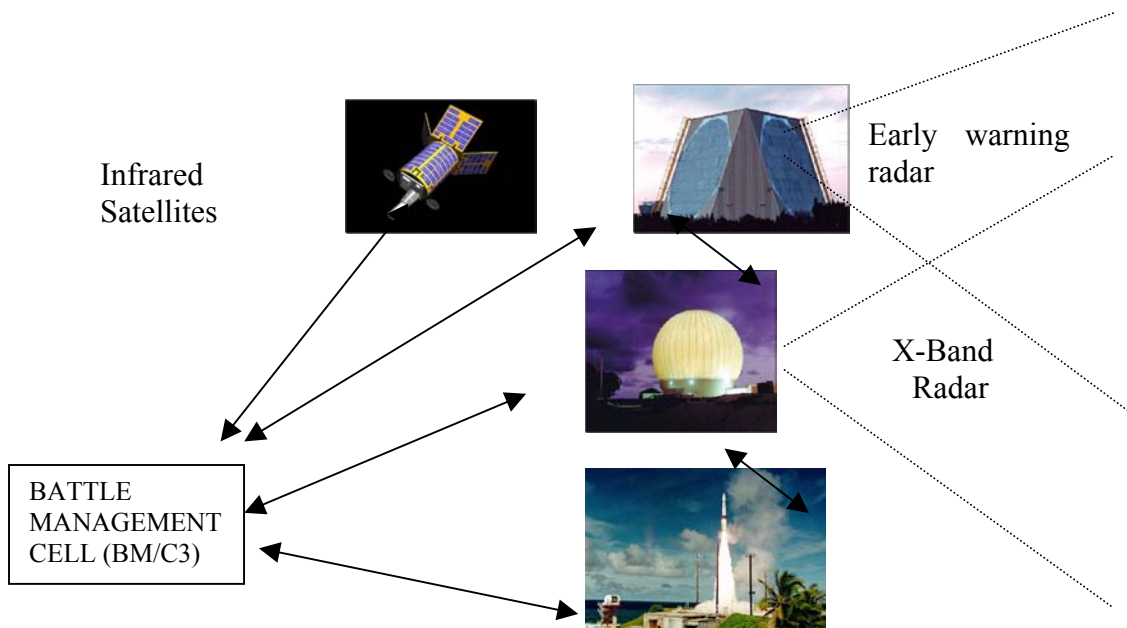 Infrared
Satellites
Early warning
radar
X-Band
Radar
BATTLE
MANAGEMENT
CELL (BM/C3)